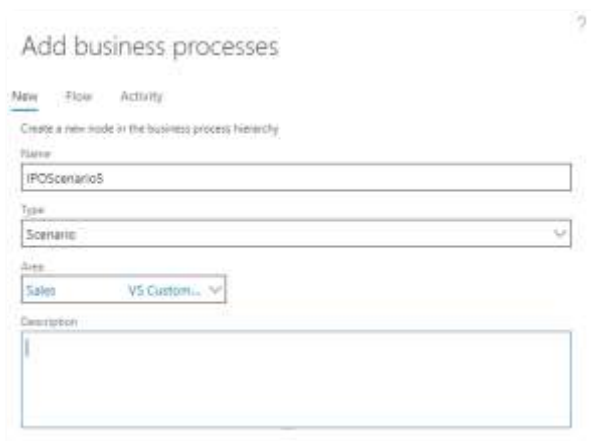 ?
Add business processes
New Flow Activity
Create a new node in the business process hierarchy
Name
IPOScenario5
Type
Scenario
Area
Sales VS Custom...
Description